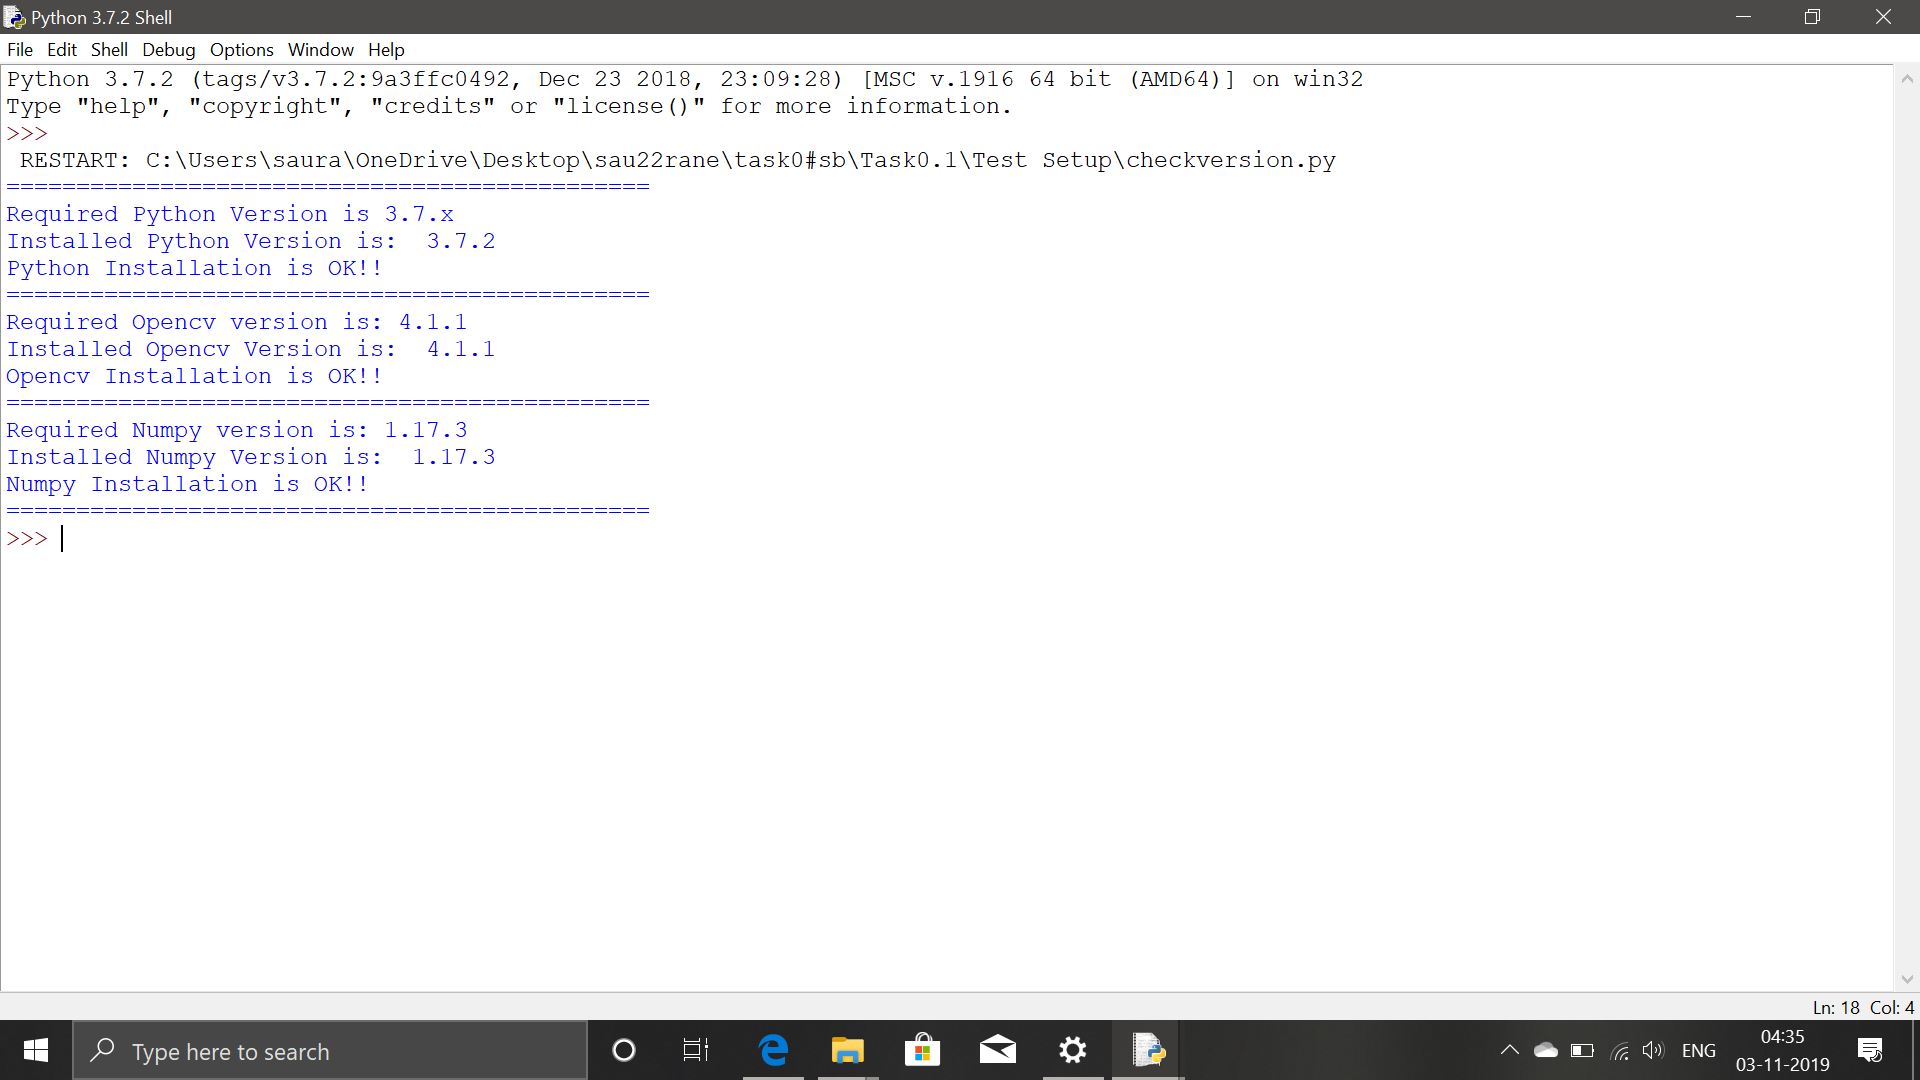 Python 3.7.2 Shell
File Edit Shell Debug Options Window Help
Python 3.7.2 (tags/v3.7.2:9a3ffc0492, Dec 23 2018, 23:09:28) [MSC v.1916 64 bit (AMD64)] on win32
Type "help", "copyright", "credits" or "license()" for more information.
>>>
 RESTART: C:\Users\saura\OneDrive\Desktop\sau22rane\task0#sb\Task0.1\Test Setup\checkversion.py
==============================================
Required Python Version is 3.7.x
Installed Python Version is:  3.7.2
Python Installation is OK!!
==============================================
Required Opencv version is: 4.1.1
Installed Opencv Version is:  4.1.1
Opencv Installation is OK!!
==============================================
Required Numpy version is: 1.17.3
Installed Numpy Version is:  1.17.3
Numpy Installation is OK!!
==============================================
>>>
Ln: 18 Col: 4
Type here to search
ENG
04:35
03-11-2019